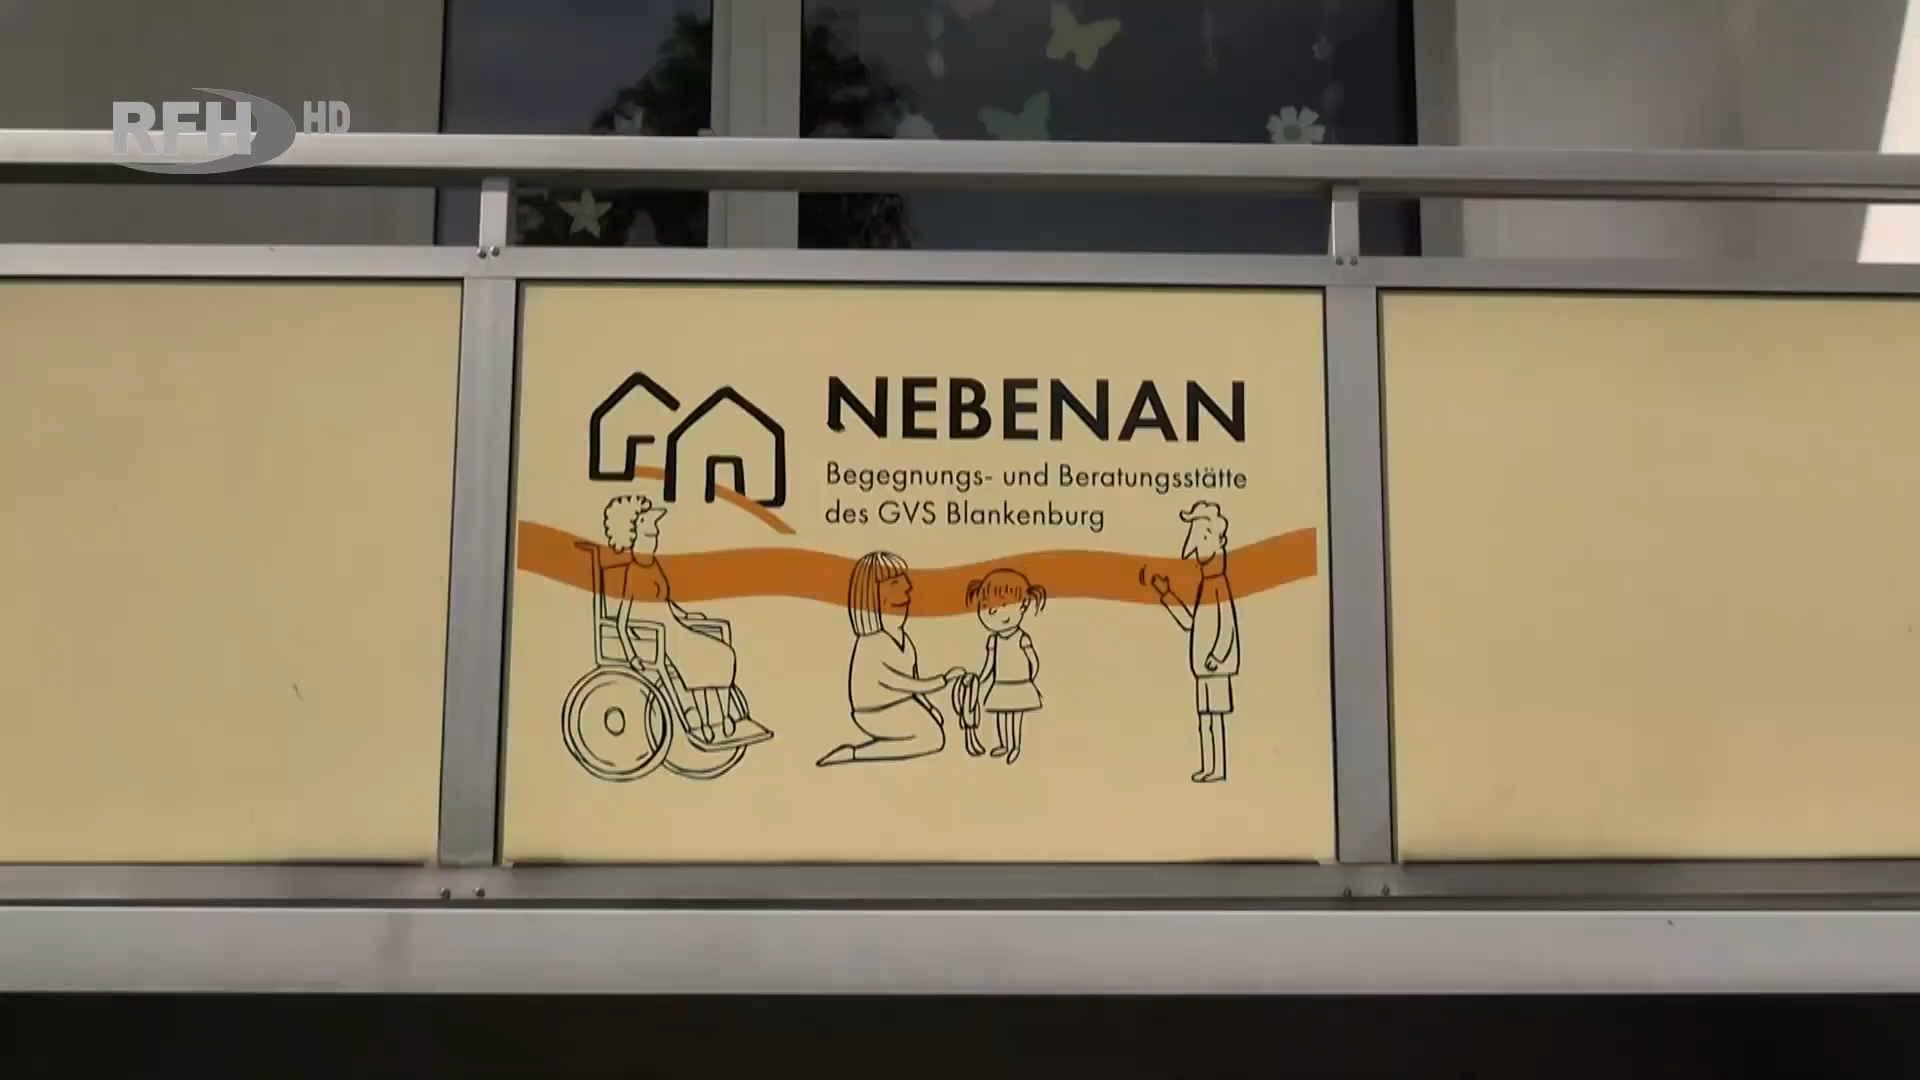 RFH HD
NEBENAN
Begegnungs- und Beratungsstätte
des GVS Blankenburg